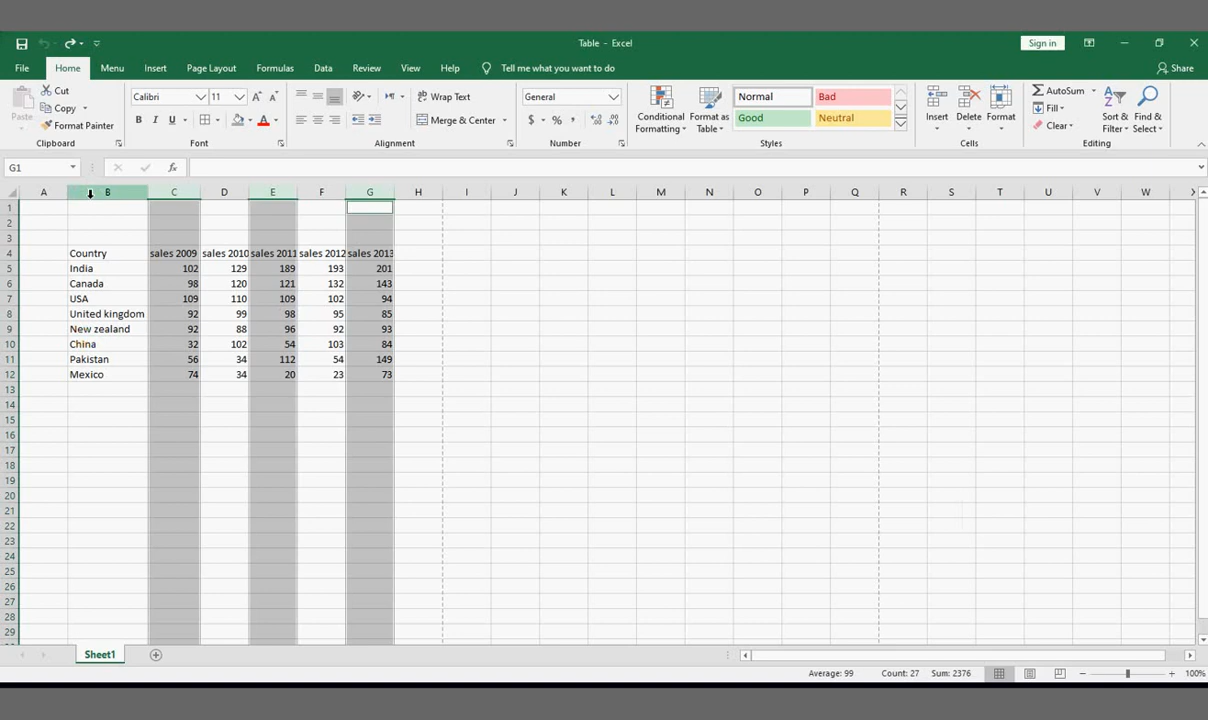 Table - Excel
Sign in
File Home Menu Insert Page Layout Formulas Data Review View Help Tell me what you want to do Share
Paste
Cut
Copy
Format Painter
Calibri 11 A A
B I U A
Wrap Text
Merge & Center
General
$ % ,
Conditional Formatting
Format as Table
Normal Bad
Good Neutral
Insert Delete Format
AutoSum
Fill
Clear
Sort & Filter
Find & Select
Clipboard Font Alignment Number Styles Cells Editing
G1 fx
A B C D E F G H I J K L M N O P Q R S T U V W X
1
2
3
4 Country sales 2009 sales 2010 sales 2011 sales 2012 sales 2013
5 India 102 129 189 193 201
6 Canada 98 120 121 132 143
7 USA 109 110 109 102 94
8 United kingdom 92 99 98 95 85
9 New zealand 92 88 96 92 93
10 China 32 102 54 103 84
11 Pakistan 56 34 112 54 149
12 Mexico 74 34 20 23 73
13
14
15
16
17
18
19
20
21
22
23
24
25
26
27
28
29
Sheet1
Average: 99 Count: 27 Sum: 2376 100%